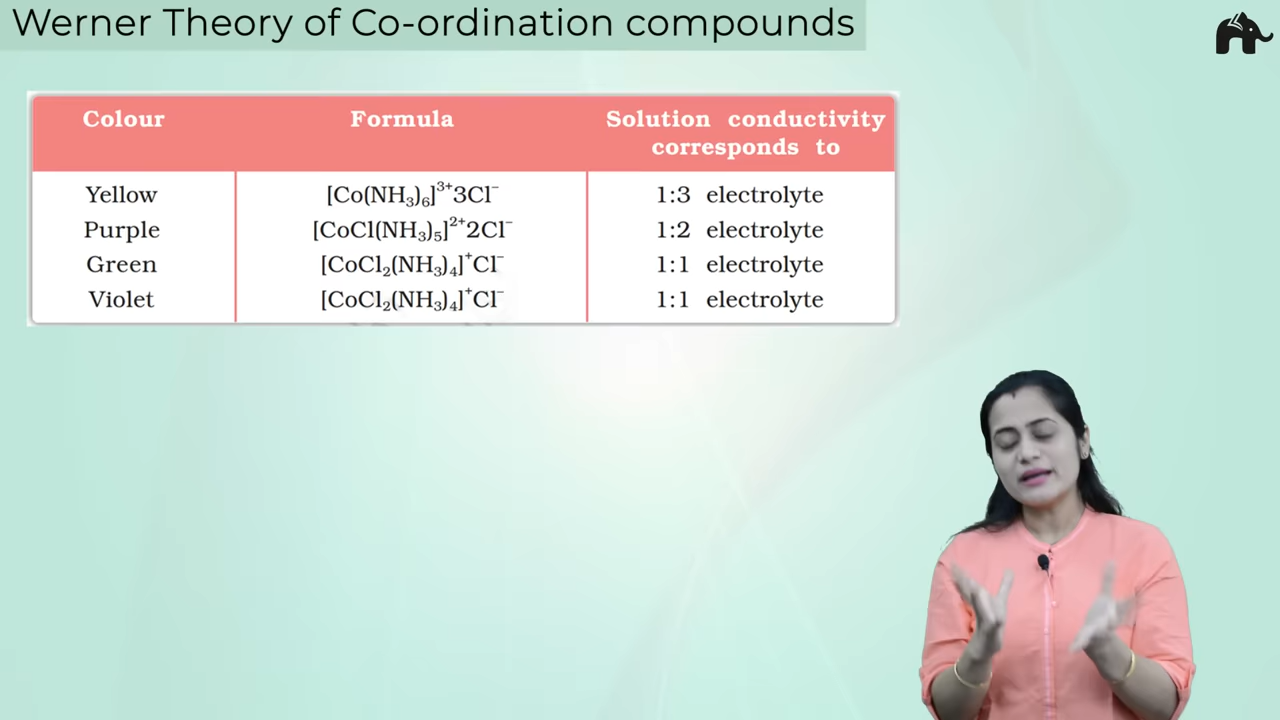 Werner Theory of Co-ordination compounds
Colour Formula Solution conductivity corresponds to
Yellow [Co(NH₃)₆]³⁺3Cl⁻ 1:3 electrolyte
Purple [CoCl(NH₃)₅]²⁺2Cl⁻ 1:2 electrolyte
Green [CoCl₂(NH₃)₄]⁺Cl⁻ 1:1 electrolyte
Violet [CoCl₂(NH₃)₄]⁺Cl⁻ 1:1 electrolyte